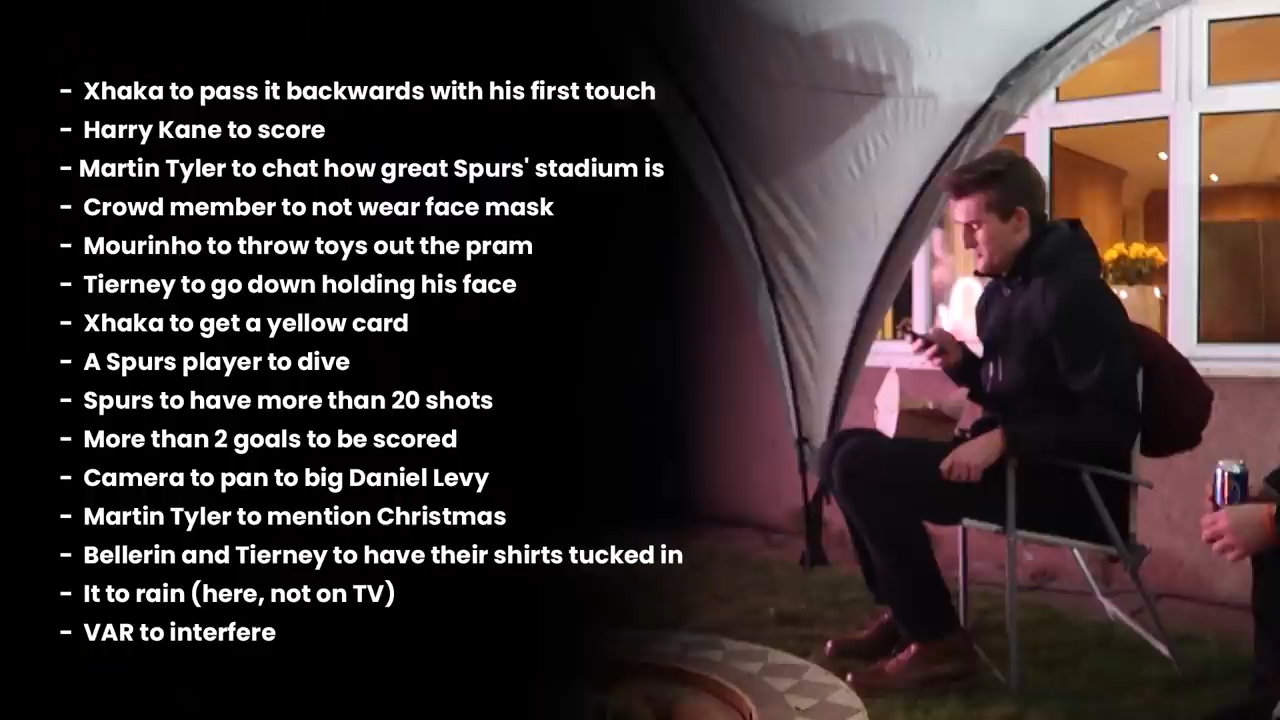 - Xhaka to pass it backwards with his first touch
- Harry Kane to score
- Martin Tyler to chat how great Spurs' stadium is
- Crowd member to not wear face mask
- Mourinho to throw toys out the pram
- Tierney to go down holding his face
- Xhaka to get a yellow card
- A Spurs player to dive
- Spurs to have more than 20 shots
- More than 2 goals to be scored
- Camera to pan to big Daniel Levy
- Martin Tyler to mention Christmas
- Bellerin and Tierney to have their shirts tucked in
- It to rain (here, not on TV)
- VAR to interfere